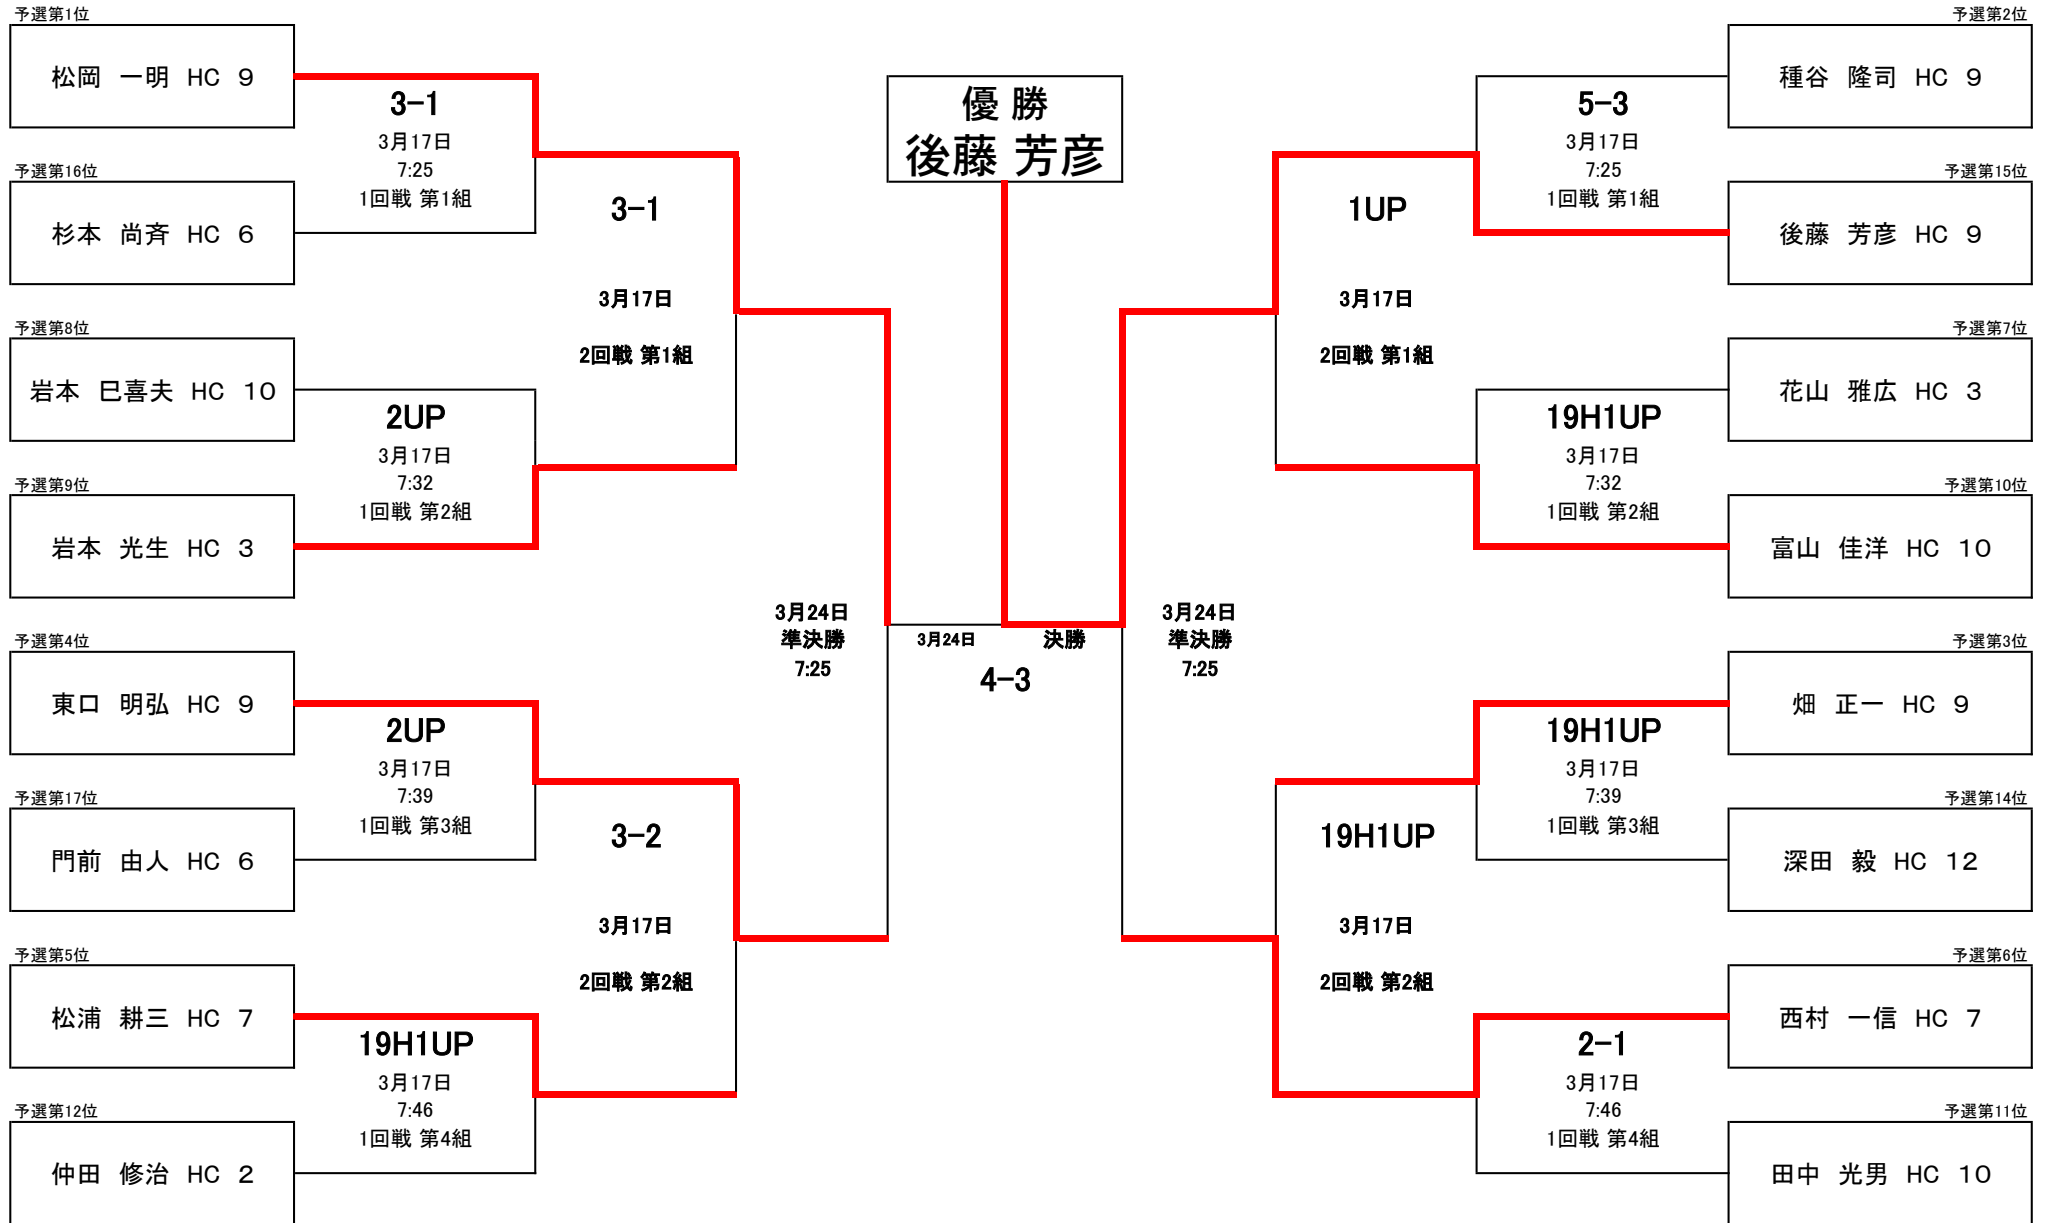 予選第1位
松岡 一明 HC 9
3-1
3月17日
7:25
1回戦 第1組
予選第16位
杉本 尚斉 HC 6
3-1
3月17日
2回戦 第1組
予選第8位
岩本 巳喜夫 HC 10
2UP
3月17日
7:32
1回戦 第2組
予選第9位
岩本 光生 HC 3
3月24日
準決勝
7:25
予選第4位
東口 明弘 HC 9
2UP
3月17日
7:39
1回戦 第3組
予選第17位
門前 由人 HC 6
3-2
3月17日
2回戦 第2組
予選第5位
松浦 耕三 HC 7
19H1UP
3月17日
7:46
1回戦 第4組
予選第12位
仲田 修治 HC 2
優 勝
後藤 芳彦
3月24日 決勝
4-3
予選第2位
種谷 隆司 HC 9
5-3
3月17日
7:25
1回戦 第1組
予選第15位
後藤 芳彦 HC 9
1UP
3月17日
2回戦 第1組
予選第7位
花山 雅広 HC 3
19H1UP
3月17日
7:32
1回戦 第2組
予選第10位
富山 佳洋 HC 10
3月24日
準決勝
7:25
予選第3位
畑 正一 HC 9
19H1UP
3月17日
7:39
1回戦 第3組
予選第14位
深田 毅 HC 12
19H1UP
3月17日
2回戦 第2組
予選第6位
西村 一信 HC 7
2-1
3月17日
7:46
1回戦 第4組
予選第11位
田中 光男 HC 10